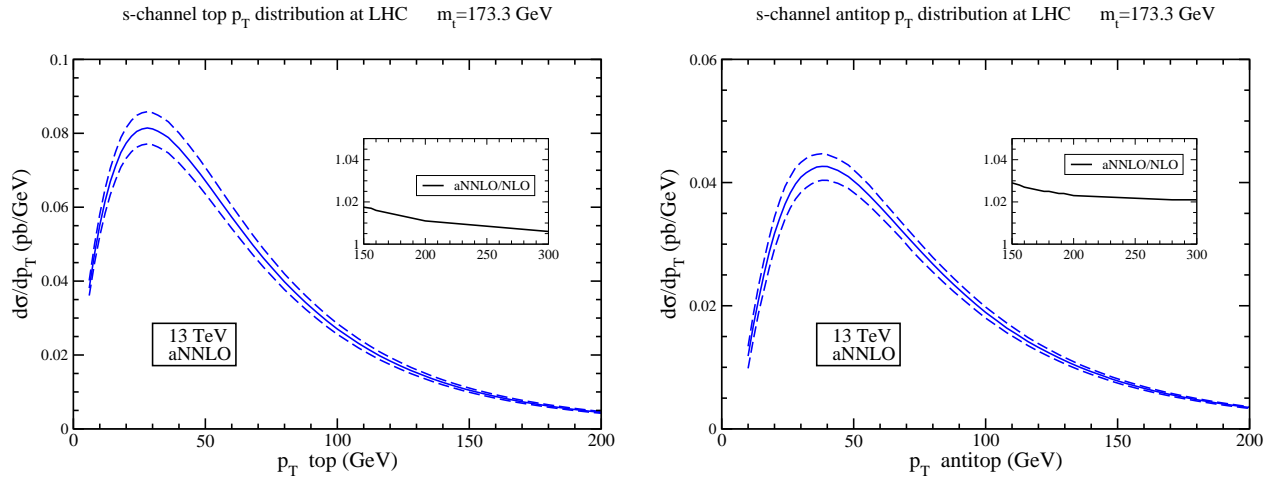 s-channel top p_T distribution at LHC m_t=173.3 GeV
0.1
0.08
0.06
0.04
0.02
0
dσ/dp_T (pb/GeV)
1.04
1.02
1
aNNLO/NLO
150 200 250 300
13 TeV
aNNLO
0 50 100 150 200
p_T top (GeV)
s-channel antitop p_T distribution at LHC m_t=173.3 GeV
0.06
0.04
0.02
0
dσ/dp_T (pb/GeV)
1.04
1.02
1
aNNLO/NLO
150 200 250 300
13 TeV
aNNLO
0 50 100 150 200
p_T antitop (GeV)